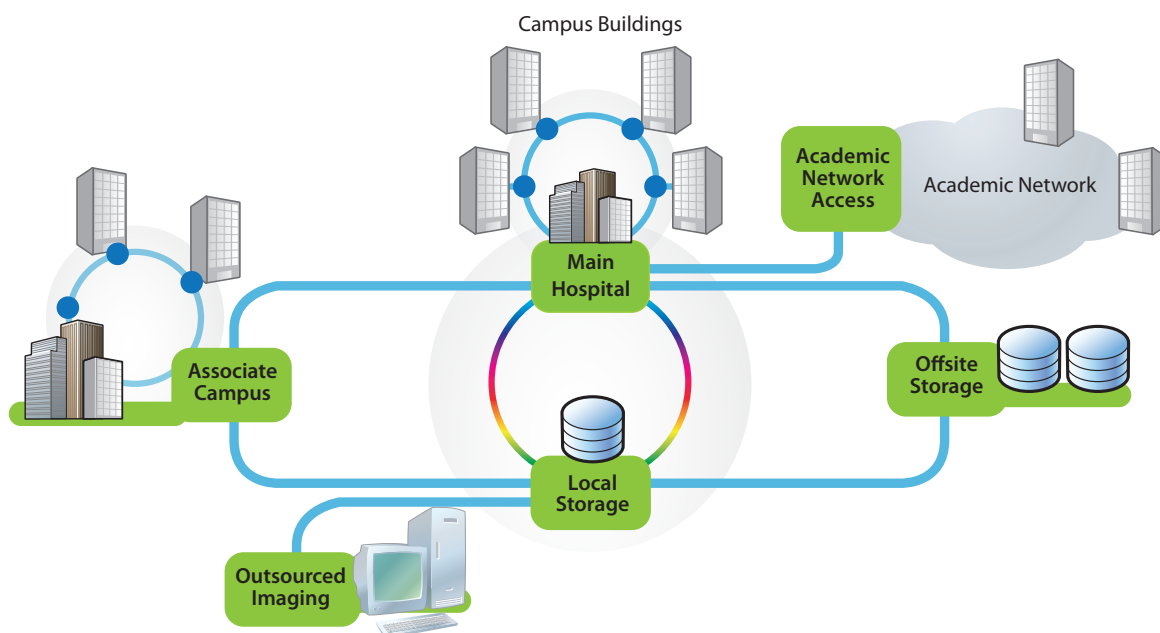 Campus Buildings
Academic
Network
Access
Academic Network
Main
Hospital
Associate
Campus
Offsite
Storage
Local
Storage
Outsourced
Imaging